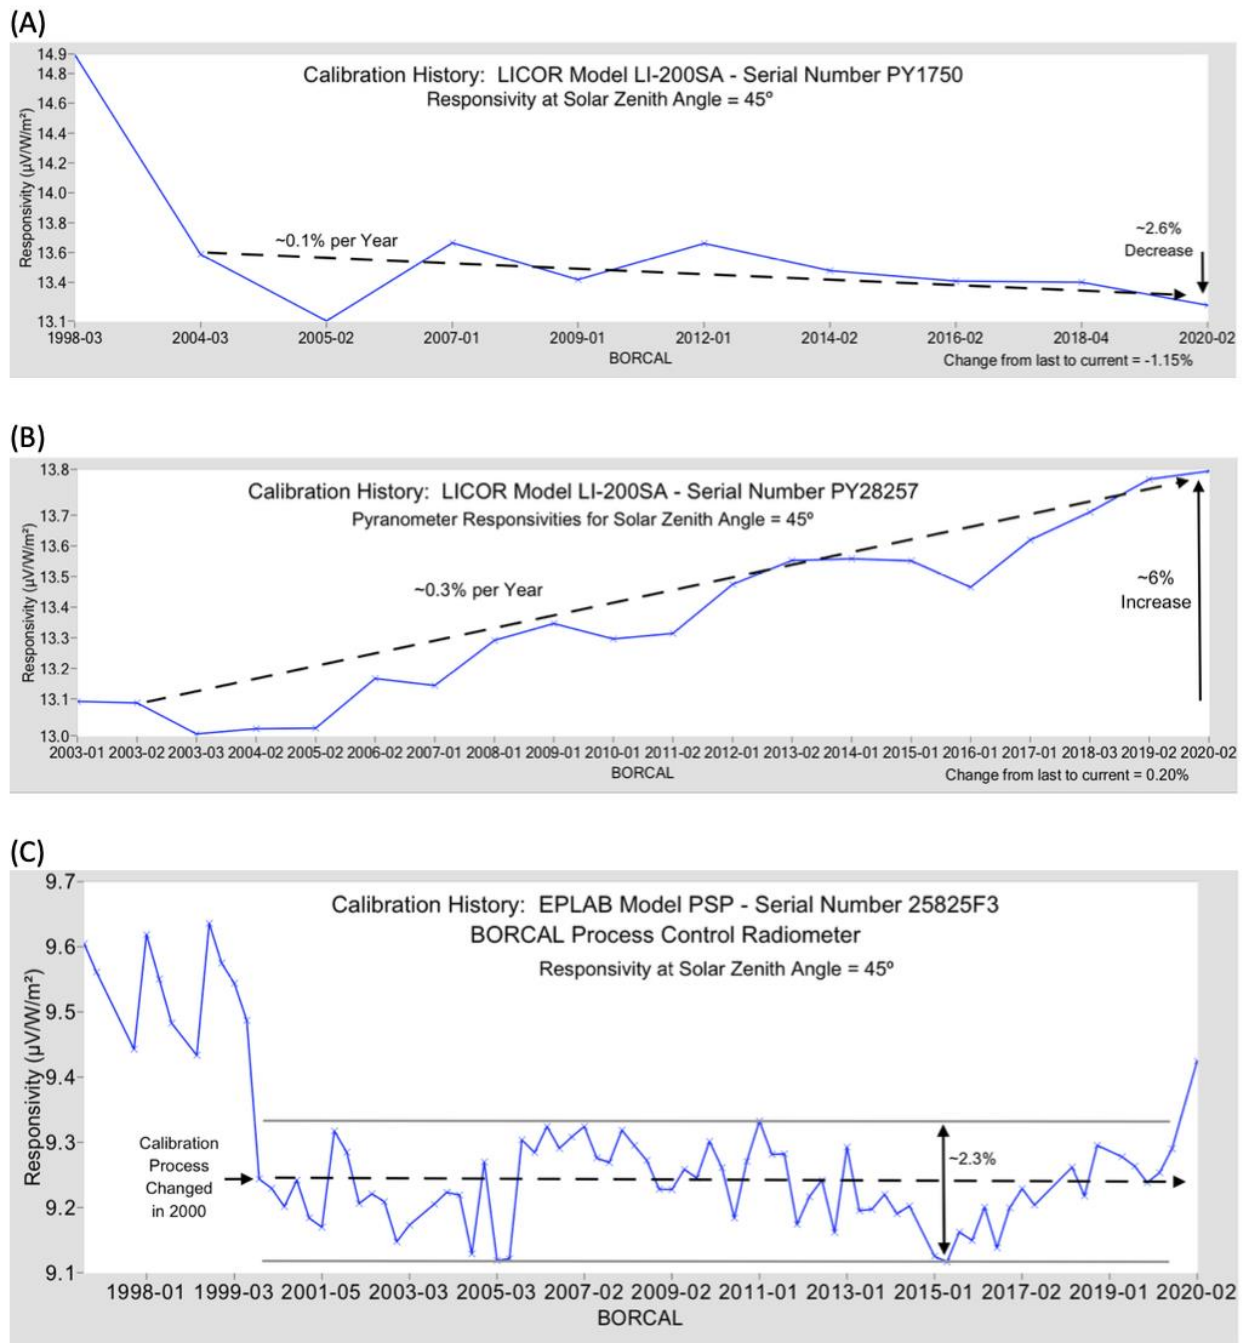 (A)
Calibration History: LICOR Model LI-200SA - Serial Number PY1750
Responsivity at Solar Zenith Angle = 45º
Responsivity (µV/W/m²)
14.9
14.8
14.6
14.4
14.2
14.0
13.8
13.6
13.4
13.1
~0.1% per Year
~2.6%
Decrease
1998-03 2004-03 2005-02 2007-01 2009-01 2012-01 2014-02 2016-02 2018-04 2020-02
BORCAL
Change from last to current = -1.15%
(B)
Calibration History: LICOR Model LI-200SA - Serial Number PY28257
Pyranometer Responsivities for Solar Zenith Angle = 45º
Responsivity (µV/W/m²)
13.8
13.7
13.6
13.5
13.4
13.3
13.2
13.1
13.0
~0.3% per Year
~6%
Increase
2003-01 2003-02 2003-03 2004-02 2005-02 2006-02 2007-01 2008-01 2009-01 2010-01 2011-02 2012-01 2013-02 2014-01 2015-01 2016-01 2017-01 2018-03 2019-02 2020-02
BORCAL
Change from last to current = 0.20%
(C)
Calibration History: EPLAB Model PSP - Serial Number 25825F3
BORCAL Process Control Radiometer
Responsivity at Solar Zenith Angle = 45º
Responsivity (µV/W/m²)
9.7
9.6
9.5
9.4
9.3
9.2
9.1
Calibration
Process
Changed
in 2000
~2.3%
1998-01 1999-03 2001-05 2003-03 2005-03 2007-02 2009-02 2011-01 2013-01 2015-01 2017-02 2019-01 2020-02
BORCAL